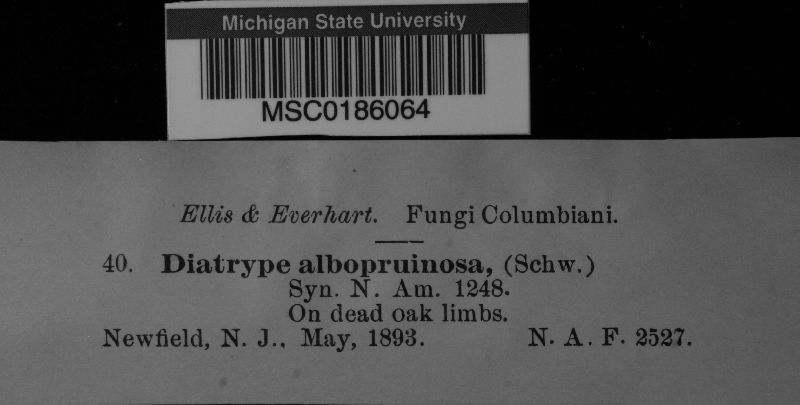 Michigan State University
MSC0186064
Ellis & Everhart. Fungi Columbiani.
40. Diatrype albopruinosa, (Schw.)
Syn. N. Am. 1248.
On dead oak limbs.
Newfield, N. J., May, 1893. N. A. F. 2527.